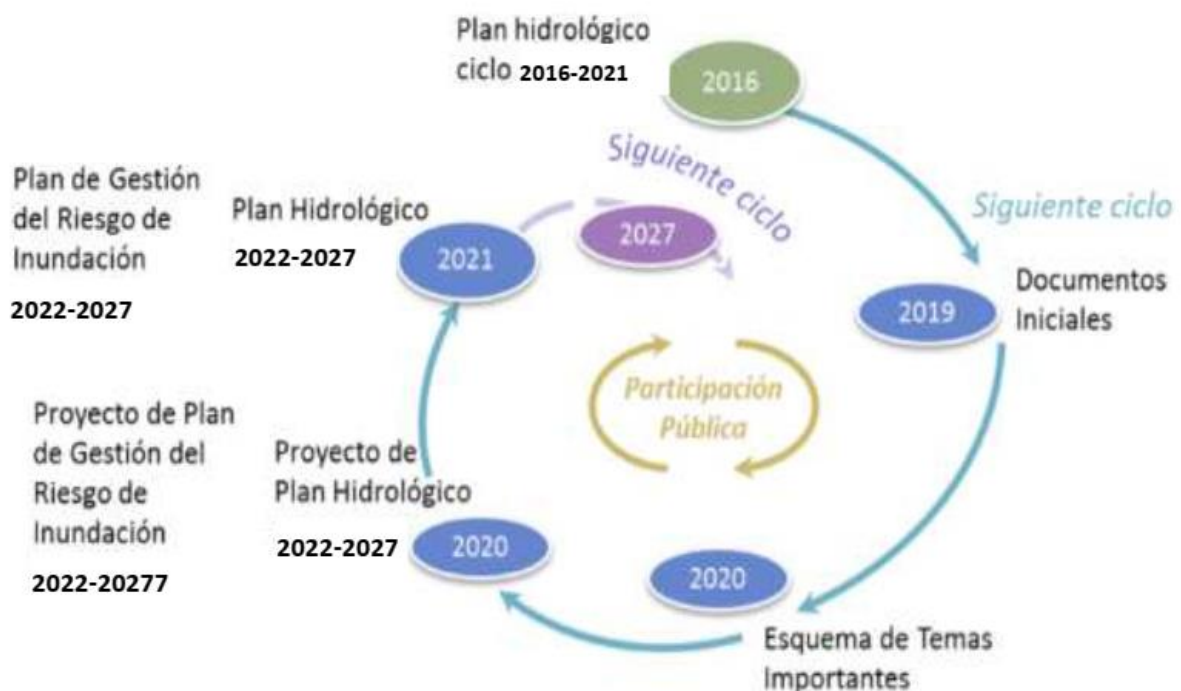 Plan hidrológico
ciclo 2016-2021
2016
Siguiente ciclo
Siguiente ciclo
2019
Documentos
Iniciales
2020
Esquema de Temas
Importantes
2020
Proyecto de
Plan Hidrológico
2022-2027
Proyecto de Plan
de Gestión del
Riesgo de
Inundación
2022-20277
2021
Plan Hidrológico
2022-2027
Plan de Gestión
del Riesgo de
Inundación
2022-2027
2027
Participación
Pública